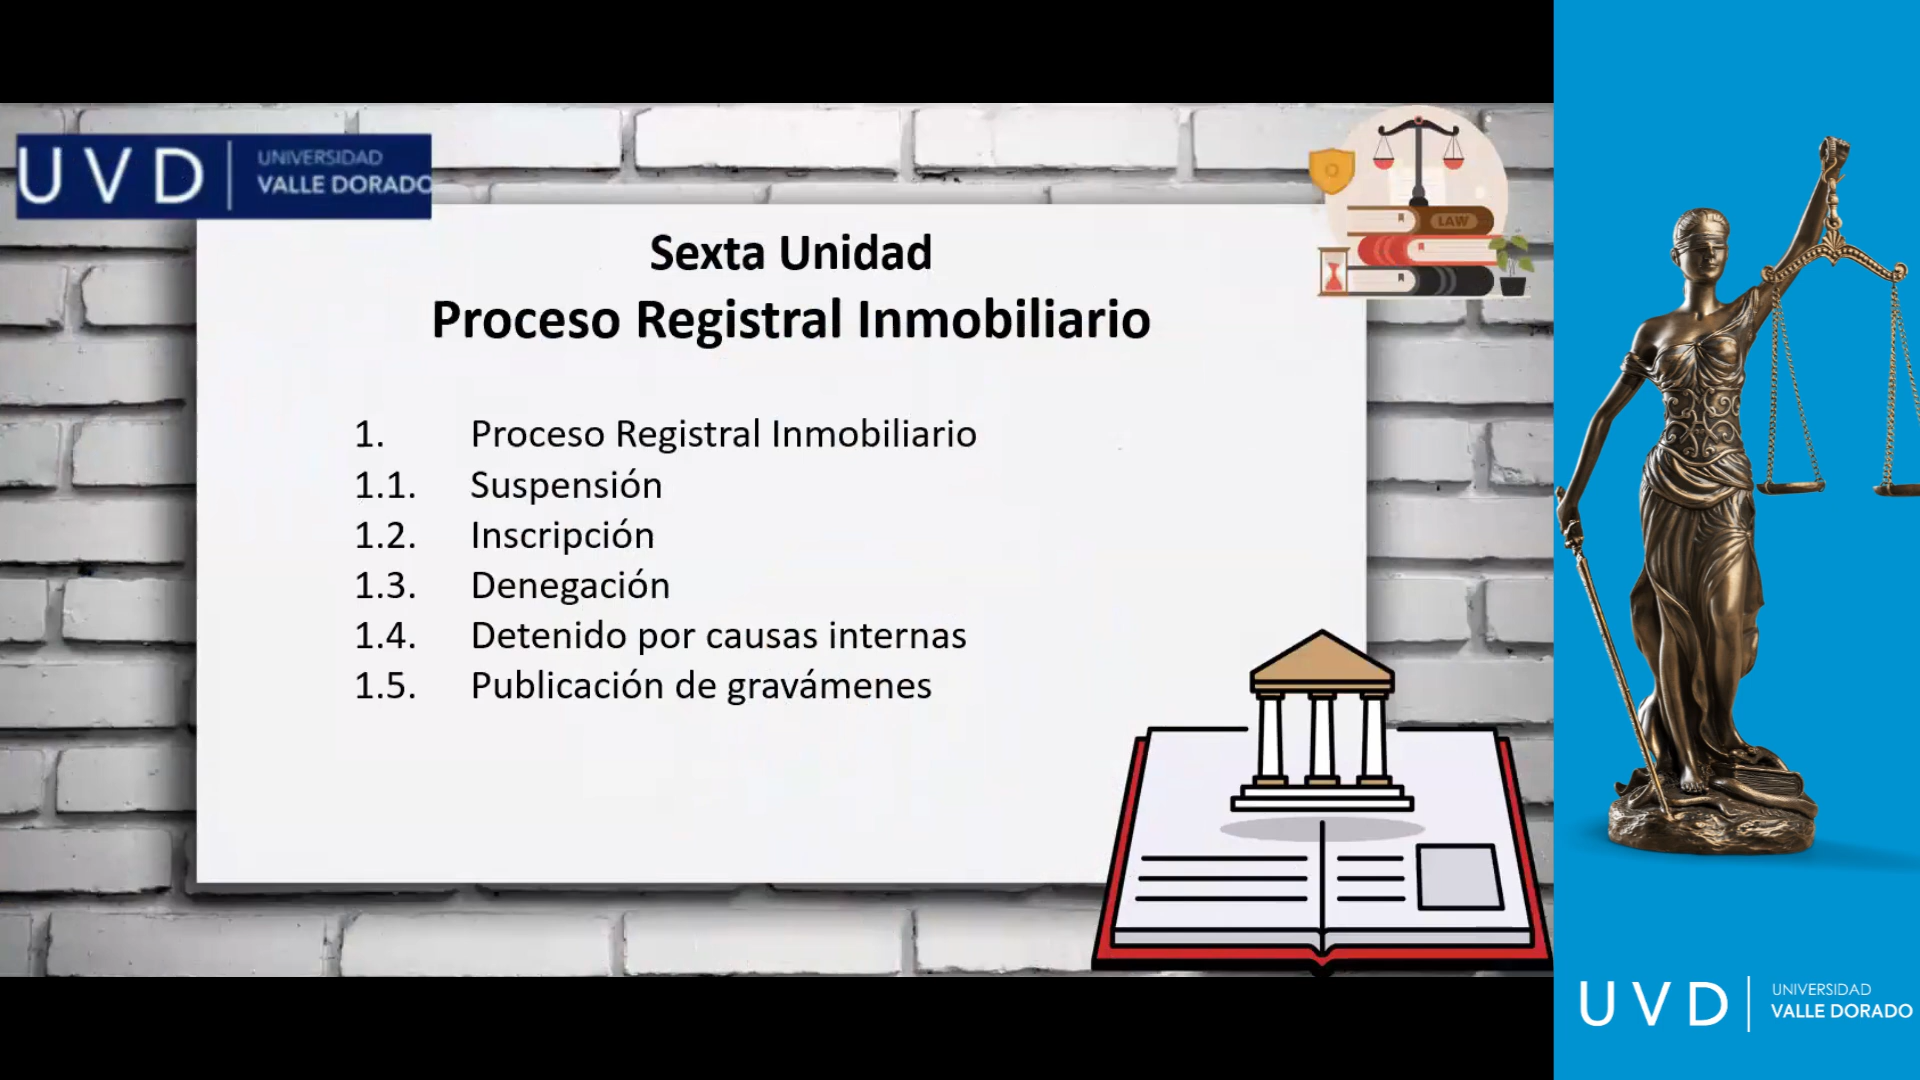 UVD
UNIVERSIDAD
VALLE DORADO
LAW
Sexta Unidad
Proceso Registral Inmobiliario
1. Proceso Registral Inmobiliario
1.1. Suspensión
1.2. Inscripción
1.3. Denegación
1.4. Detenido por causas internas
1.5. Publicación de gravámenes
UVD
UNIVERSIDAD
VALLE DORADO